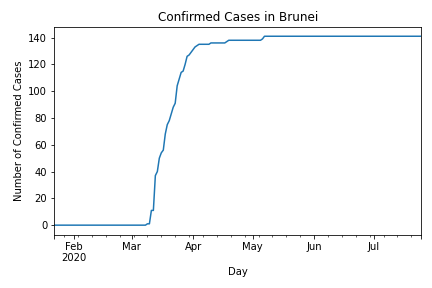 Confirmed Cases in Brunei
Number of Confirmed Cases
140
120
100
80
60
40
20
0
Feb Mar Apr May Jun Jul
2020
Day